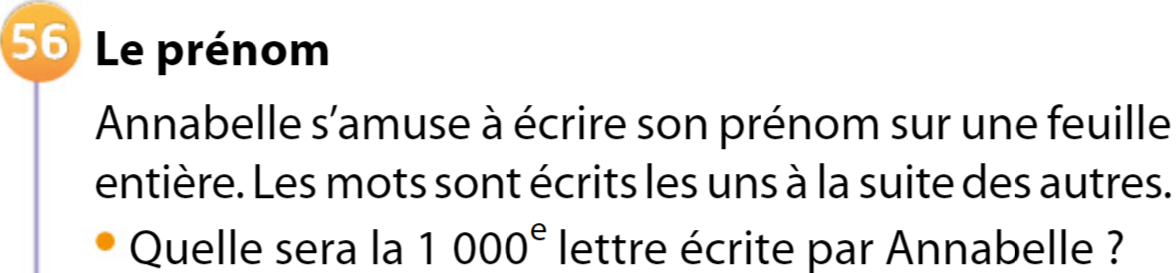 56 Le prénom
Annabelle s’amuse à écrire son prénom sur une feuille
entière. Les mots sont écrits les uns à la suite des autres.
• Quelle sera la 1 000e lettre écrite par Annabelle ?